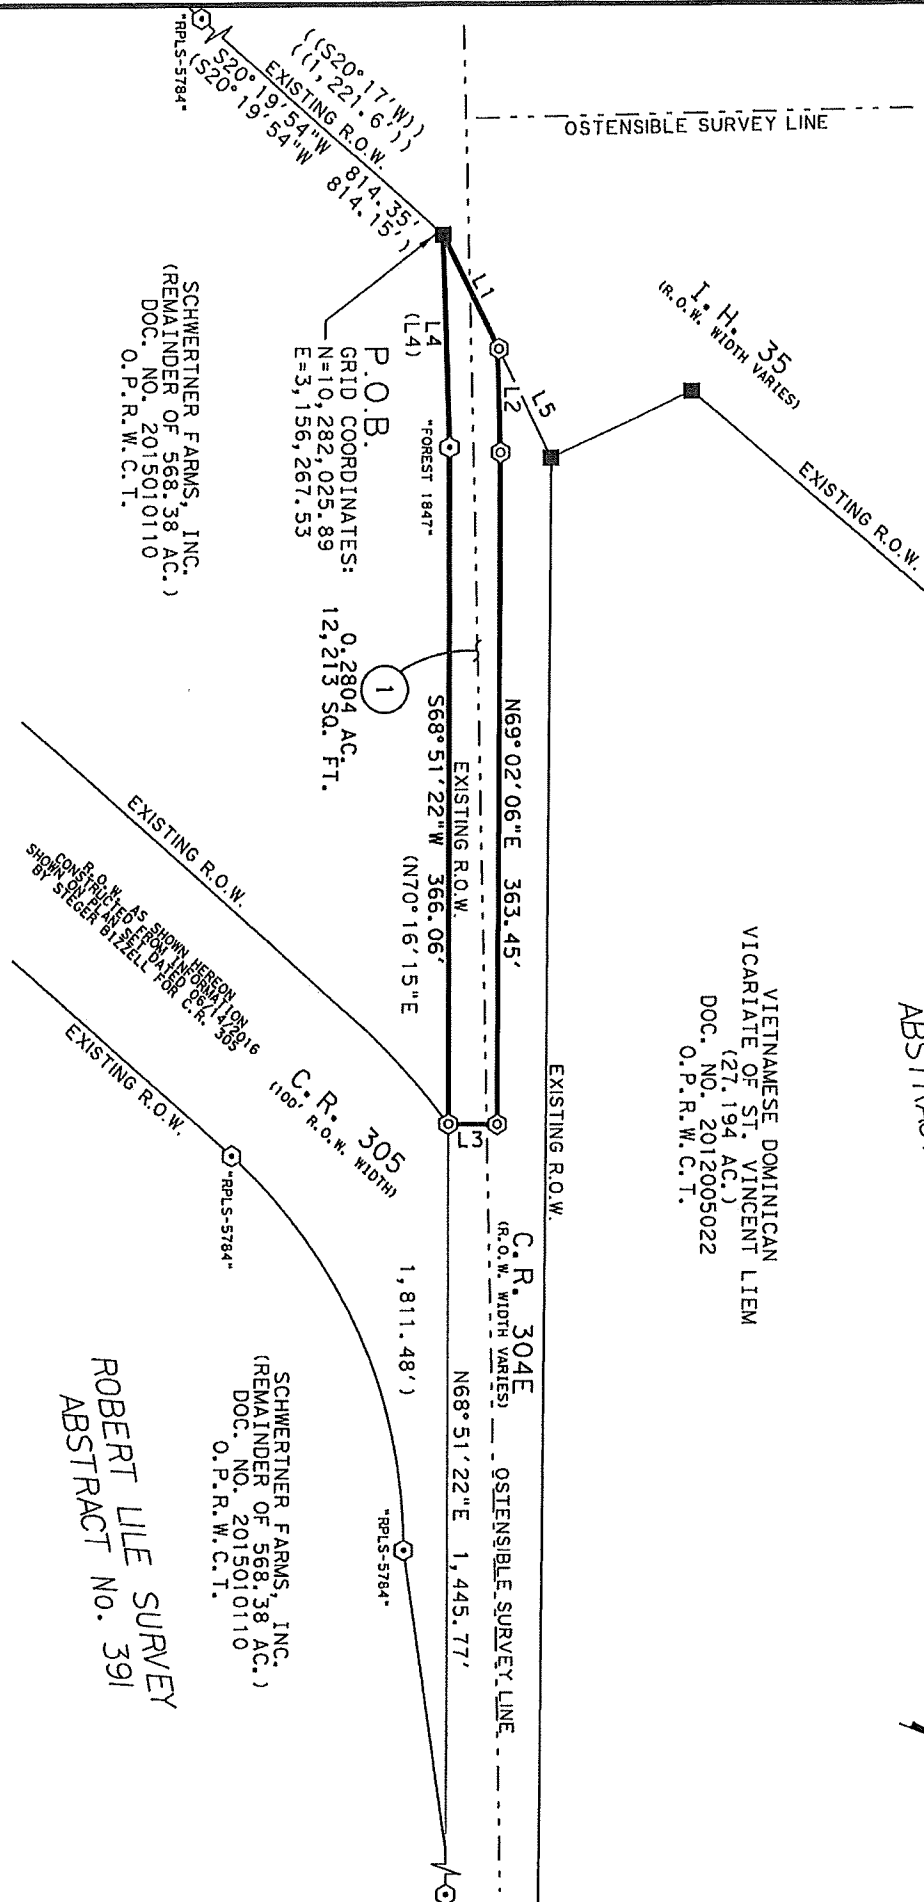 "RPLS-5784"
((S20°17'W))
((1,221.6'))
EXISTING R.O.W.
S20°19'54"W 814.35'
(S20°19'54"W 814.15')
OSTENSIBLE SURVEY LINE
I.H. 35
(R.O.W. WIDTH VARIES)
EXISTING R.O.W.
L1
L2
L5
L4
(L4)
"FOREST 1847"
P.O.B.
GRID COORDINATES:
N=10,282,025.89
E=3,156,267.53
SCHWERTNER FARMS, INC.
(REMAINDER OF 568.38 AC.)
DOC. NO. 2015010110
O.P.R.W.C.T.
0.2804 AC.
12,213 SQ. FT.
1
N69°02'06"E 363.45'
EXISTING R.O.W.
S68°51'22"W 366.06'
(N70°16'15"E
1,811.48')
L3
VIETNAMESE DOMINICAN
VICARIATE OF ST. VINCENT LIEM
(27.194 AC.)
DOC. NO. 2012005022
O.P.R.W.C.T.
EXISTING R.O.W.
EXISTING R.O.W.
R.O.W. AS SHOWN HEREON
CONSTRUCTED FROM INFORMATION
SHOWN ON PLAN SET DATED 06/14/2016
BY STEGER BIZZELL FOR C.R. 305
EXISTING R.O.W.
C.R. 305
(100' R.O.W. WIDTH)
"RPLS-5784"
C.R. 304E
(R.O.W. WIDTH VARIES)
OSTENSIBLE SURVEY LINE
N68°51'22"E 1,445.77'
"RPLS-5784"
SCHWERTNER FARMS, INC.
(REMAINDER OF 568.38 AC.)
DOC. NO. 2015010110
O.P.R.W.C.T.
ROBERT LILE SURVEY
ABSTRACT No. 391